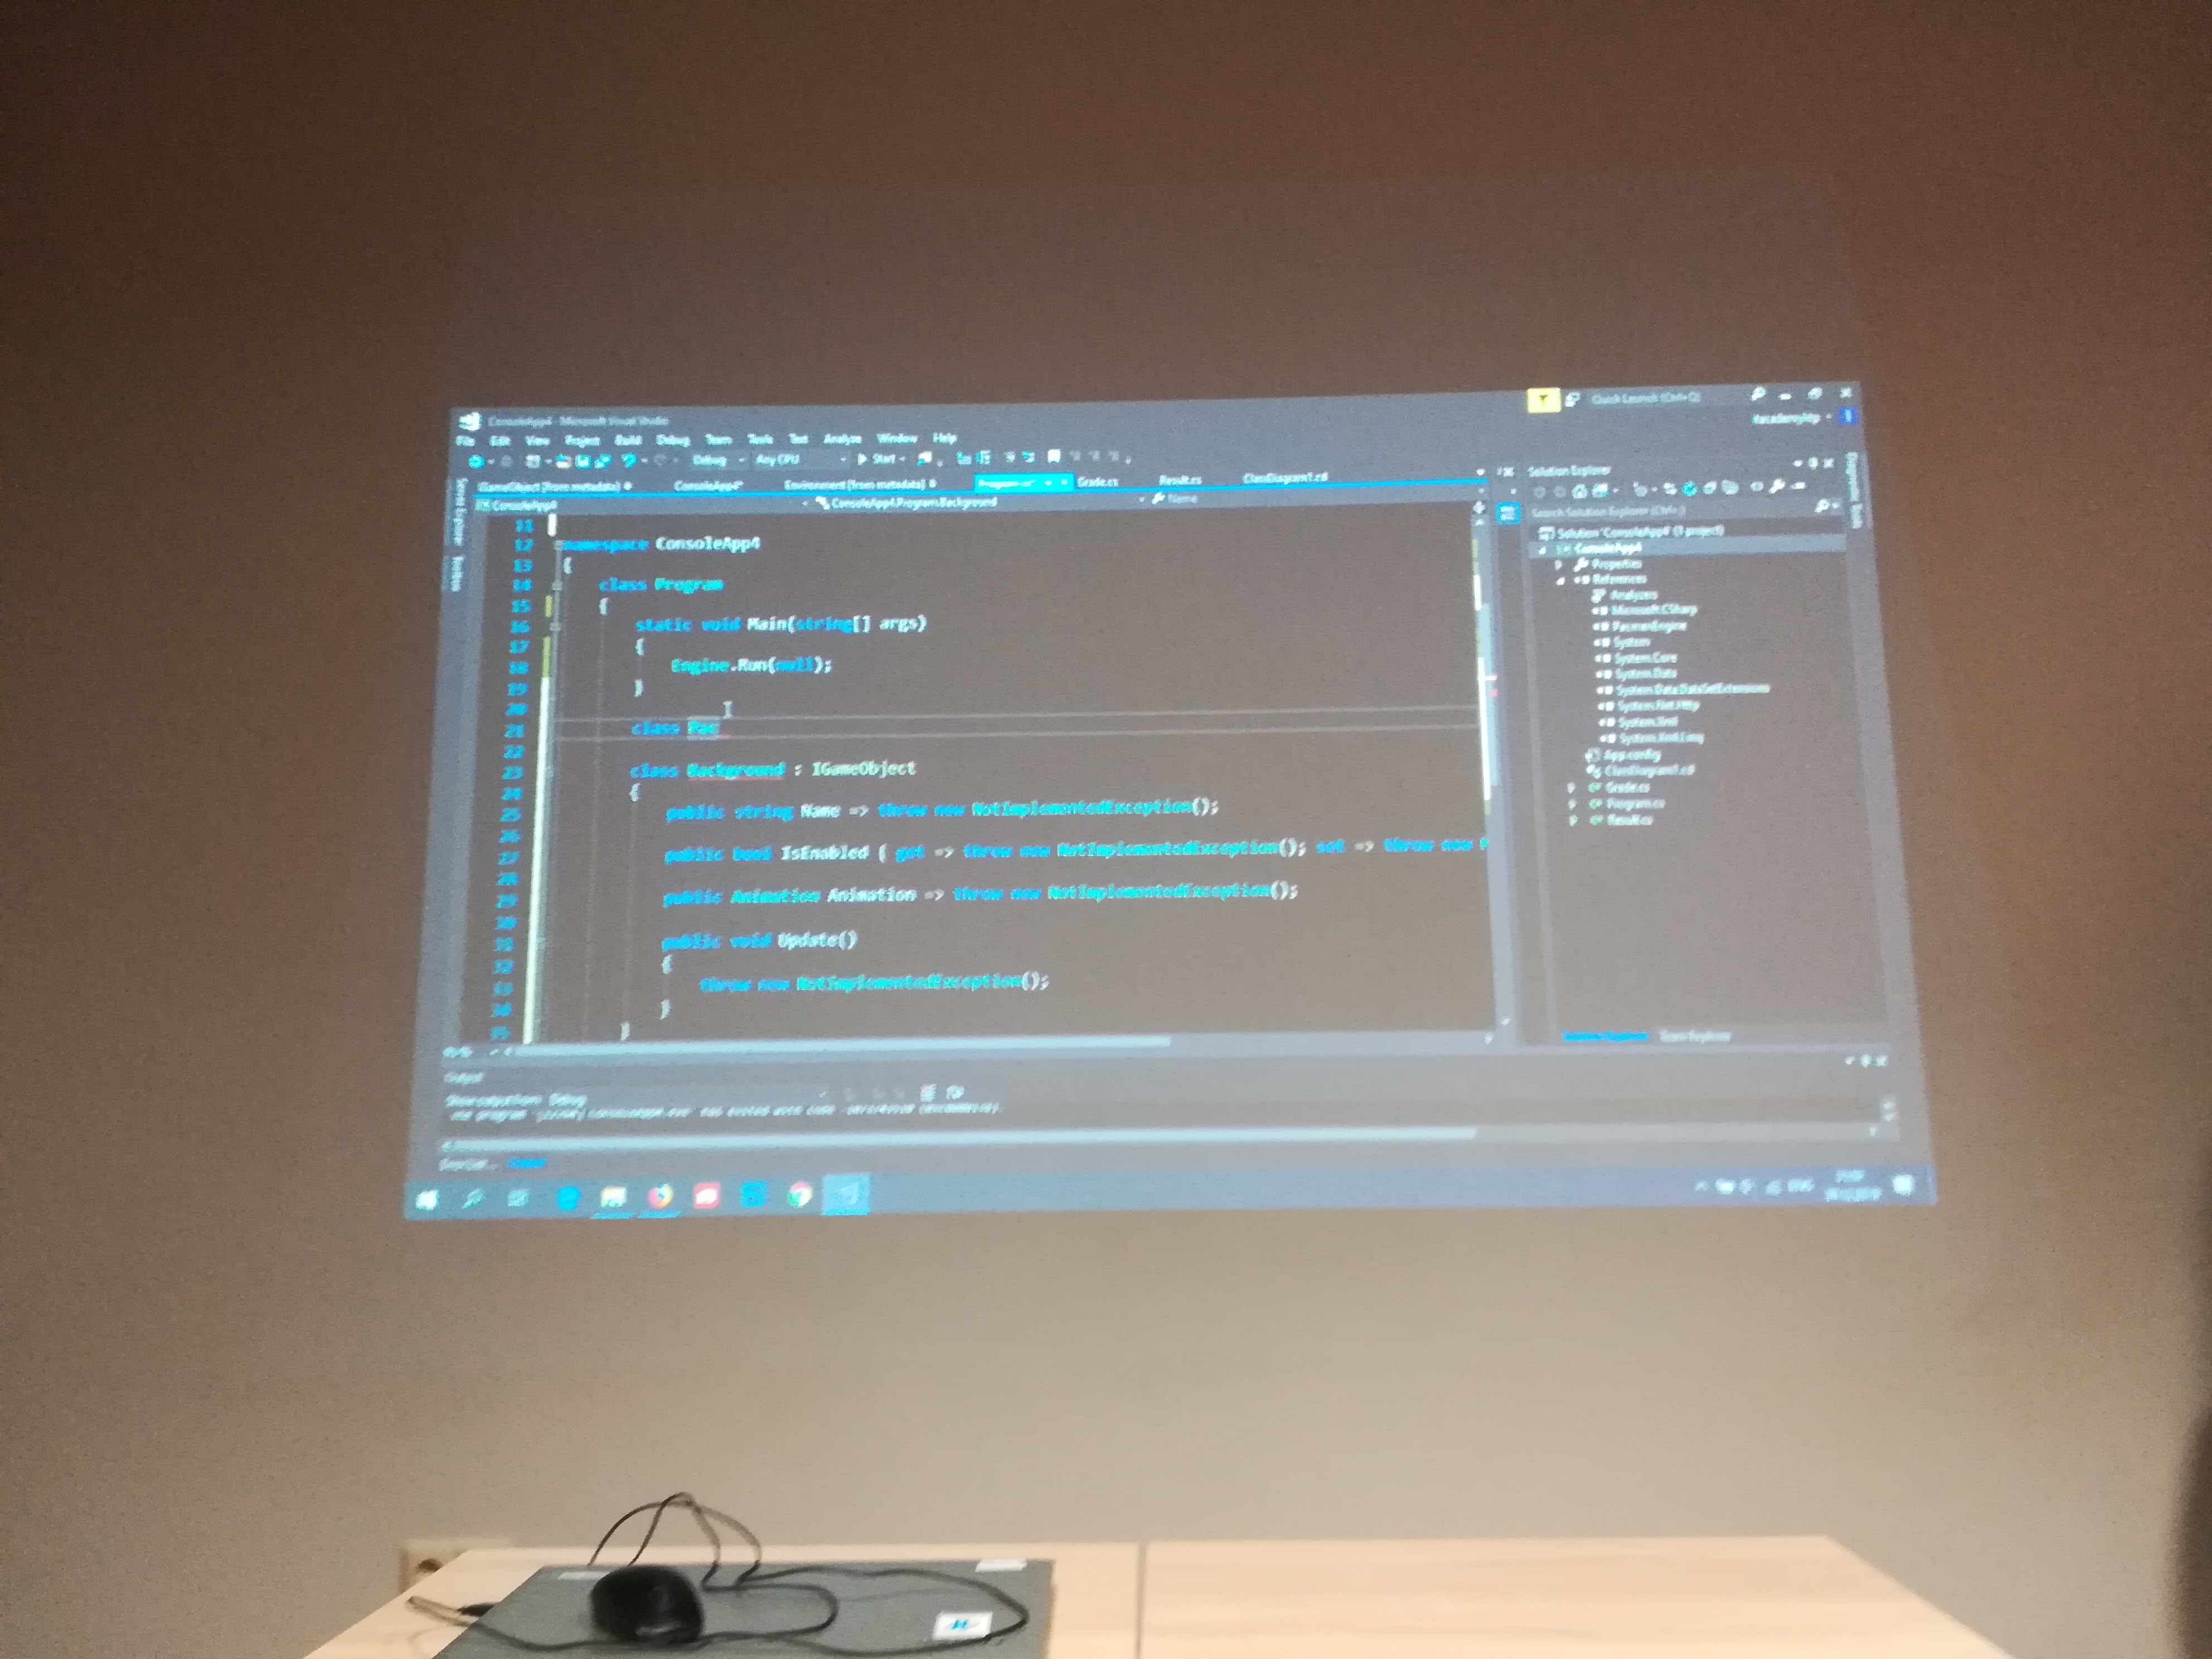 ConsoleApp4 - Microsoft Visual Studio
Quick Launch (Ctrl+Q)
File Edit View Project Build Debug Team Tools Test Analyze Window Help
Debug Any CPU Start
IGameObject [from metadata] ConsoleApp4* Environment [from metadata] Program.cs* Grade.cs Result.cs ClassDiagram1.cd
ConsoleApp4 ConsoleApp4.Program.Background Name
Server Explorer Toolbox
11
12 namespace ConsoleApp4
13 {
14 class Program
15 {
16 static void Main(string[] args)
17 {
18 Engine.Run(null);
19 }
20
21 class Pac
22
23 class Background : IGameObject
24 {
25 public string Name => throw new NotImplementedException();
26
27 public bool IsEnabled { get => throw new NotImplementedException(); set => throw new N
28
29 public Animation Animation => throw new NotImplementedException();
30
31 public void Update()
32 {
33 throw new NotImplementedException();
34 }
35 }
Solution Explorer
Search Solution Explorer (Ctrl+;)
Solution 'ConsoleApp4' (1 project)
ConsoleApp4
Properties
References
Analyzers
Microsoft.CSharp
PacmanEngine
System
System.Core
System.Data
System.Data.DataSetExtensions
System.Net.Http
System.Xml
System.Xml.Linq
App.config
ClassDiagram1.cd
Grade.cs
Program.cs
Result.cs
Solution Explorer Team Explorer
Output
Show output from: Debug
Error List... Output
ENG